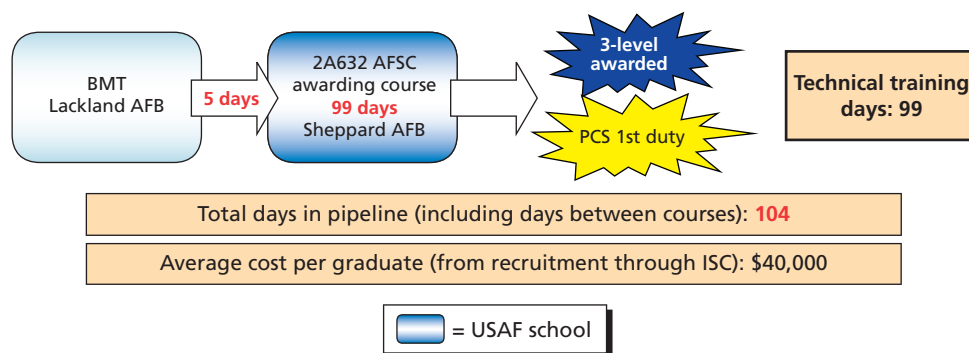 BMT
Lackland AFB
5 days
2A632 AFSC
awarding course
99 days
Sheppard AFB
3-level
awarded
PCS 1st duty
Technical training
days: 99
Total days in pipeline (including days between courses): 104
Average cost per graduate (from recruitment through ISC): $40,000
= USAF school